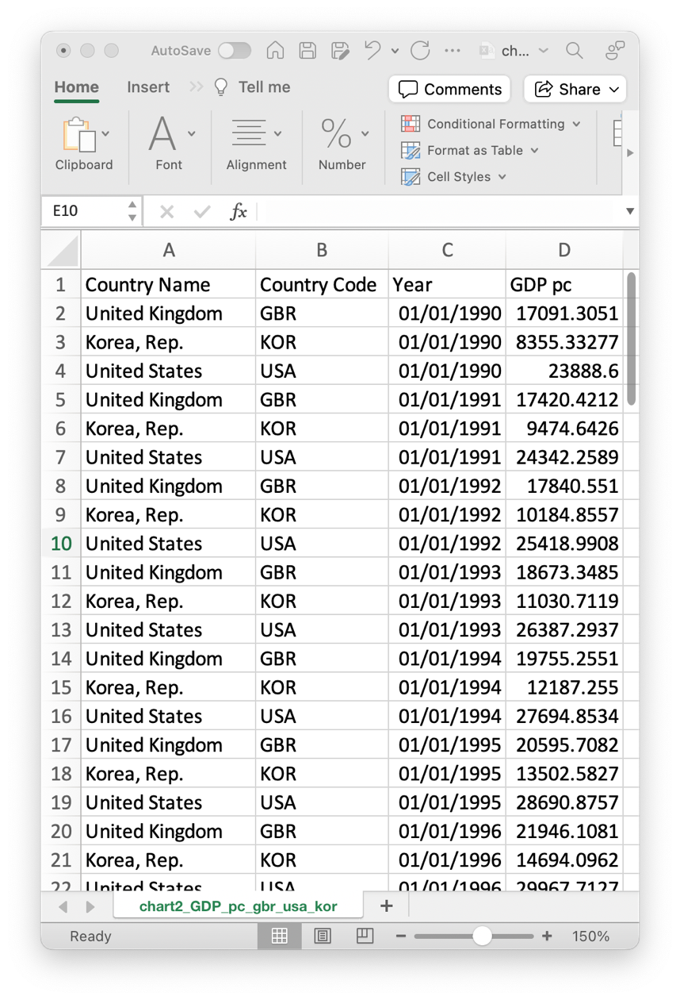 AutoSave ch...
Home Insert Tell me Comments Share
Clipboard Font Alignment Number
Conditional Formatting
Format as Table
Cell Styles
E10 fx
A B C D
1 Country Name Country Code Year GDP pc
2 United Kingdom GBR 01/01/1990 17091.3051
3 Korea, Rep. KOR 01/01/1990 8355.33277
4 United States USA 01/01/1990 23888.6
5 United Kingdom GBR 01/01/1991 17420.4212
6 Korea, Rep. KOR 01/01/1991 9474.6426
7 United States USA 01/01/1991 24342.2589
8 United Kingdom GBR 01/01/1992 17840.551
9 Korea, Rep. KOR 01/01/1992 10184.8557
10 United States USA 01/01/1992 25418.9908
11 United Kingdom GBR 01/01/1993 18673.3485
12 Korea, Rep. KOR 01/01/1993 11030.7119
13 United States USA 01/01/1993 26387.2937
14 United Kingdom GBR 01/01/1994 19755.2551
15 Korea, Rep. KOR 01/01/1994 12187.255
16 United States USA 01/01/1994 27694.8534
17 United Kingdom GBR 01/01/1995 20595.7082
18 Korea, Rep. KOR 01/01/1995 13502.5827
19 United States USA 01/01/1995 28690.8757
20 United Kingdom GBR 01/01/1996 21946.1081
21 Korea, Rep. KOR 01/01/1996 14694.0962
22 United States USA 01/01/1996 29967.7127
chart2_GDP_pc_gbr_usa_kor
Ready 150%